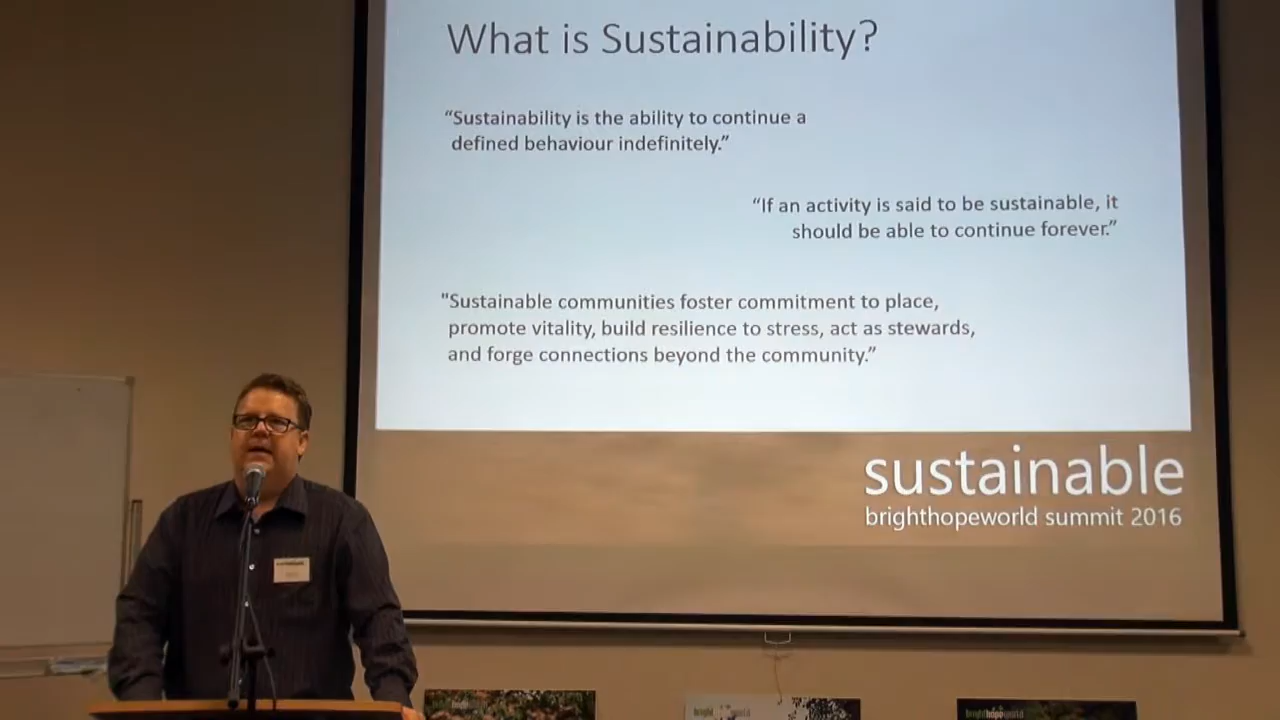 What is Sustainability?
“Sustainability is the ability to continue a
defined behaviour indefinitely.”
“If an activity is said to be sustainable, it
should be able to continue forever.”
"Sustainable communities foster commitment to place,
promote vitality, build resilience to stress, act as stewards,
and forge connections beyond the community.”
sustainable
brighthopeworld summit 2016
brighthopeworld